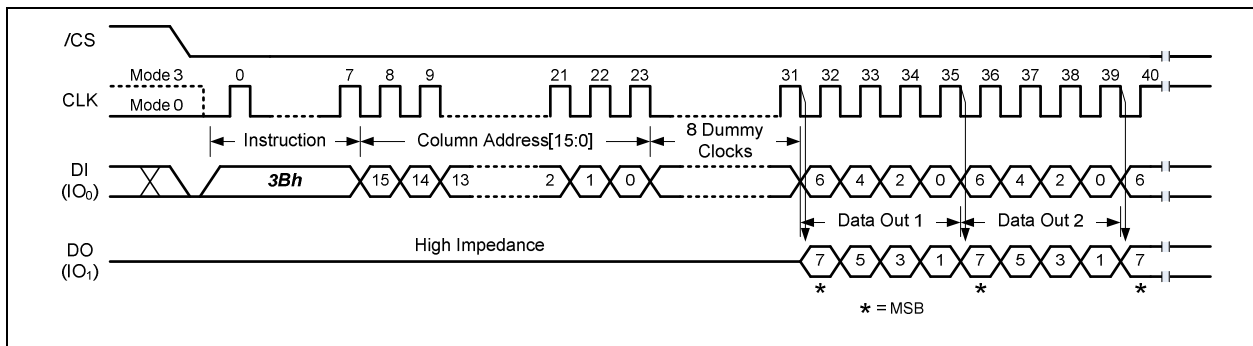 /CS
Mode 3 0 7 8 9 21 22 23 31 32 33 34 35 36 37 38 39 40
CLK Mode 0
Instruction Column Address[15:0] 8 Dummy Clocks
DI (IO0) 3Bh 15 14 13 2 1 0 6 4 2 0 6 4 2 0 6
Data Out 1 Data Out 2
DO (IO1) High Impedance 7 5 3 1 7 5 3 1 7
* * *
* = MSB